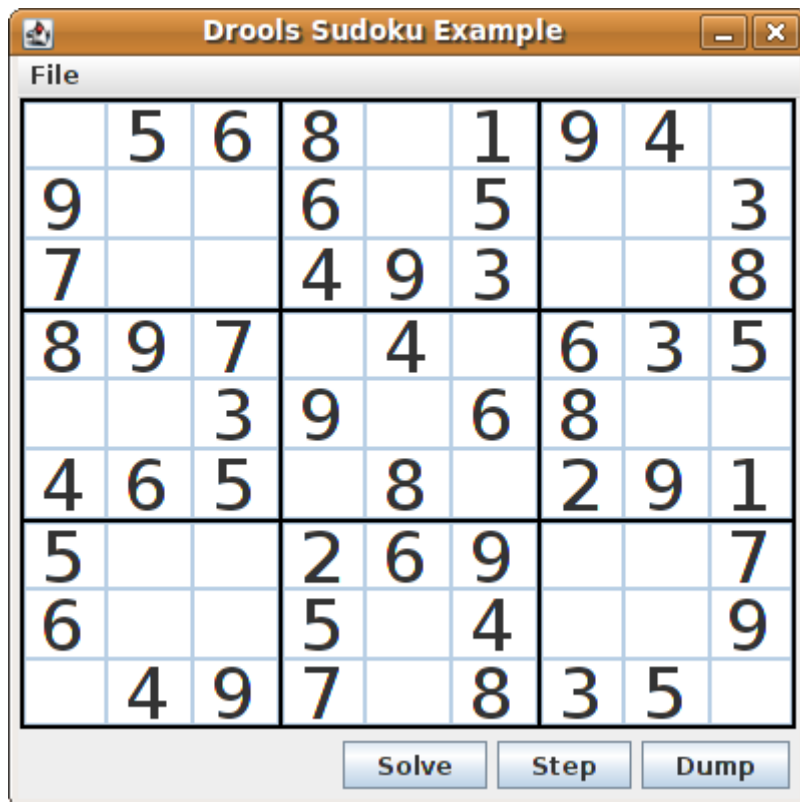 Drools Sudoku Example
File
5 6 8 1 9 4
9 6 5 3
7 4 9 3 8
8 9 7 4 6 3 5
3 9 6 8
4 6 5 8 2 9 1
5 2 6 9 7
6 5 4 9
4 9 7 8 3 5
Solve Step Dump